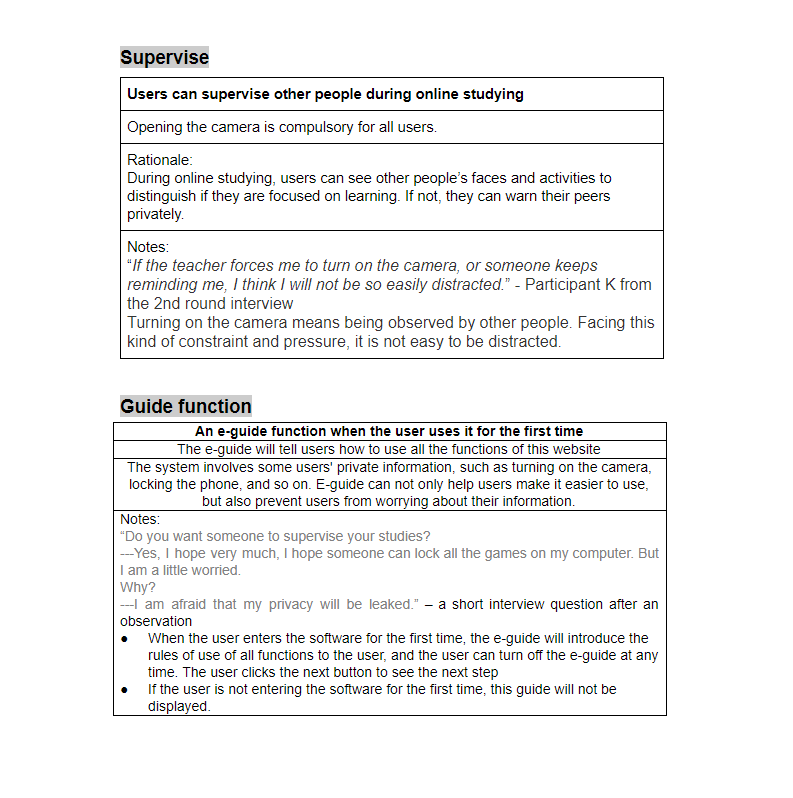 Supervise
Users can supervise other people during online studying
Opening the camera is compulsory for all users.
Rationale:
During online studying, users can see other people’s faces and activities to
distinguish if they are focused on learning. If not, they can warn their peers
privately.
Notes:
“If the teacher forces me to turn on the camera, or someone keeps
reminding me, I think I will not be so easily distracted.” - Participant K from
the 2nd round interview
Turning on the camera means being observed by other people. Facing this
kind of constraint and pressure, it is not easy to be distracted.
Guide function
An e-guide function when the user uses it for the first time
The e-guide will tell users how to use all the functions of this website
The system involves some users' private information, such as turning on the camera,
locking the phone, and so on. E-guide can not only help users make it easier to use,
but also prevent users from worrying about their information.
Notes:
“Do you want someone to supervise your studies?
---Yes, I hope very much, I hope someone can lock all the games on my computer. But
I am a little worried.
Why?
---I am afraid that my privacy will be leaked.” – a short interview question after an
observation
● When the user enters the software for the first time, the e-guide will introduce the
rules of use of all functions to the user, and the user can turn off the e-guide at any
time. The user clicks the next button to see the next step
● If the user is not entering the software for the first time, this guide will not be
displayed.